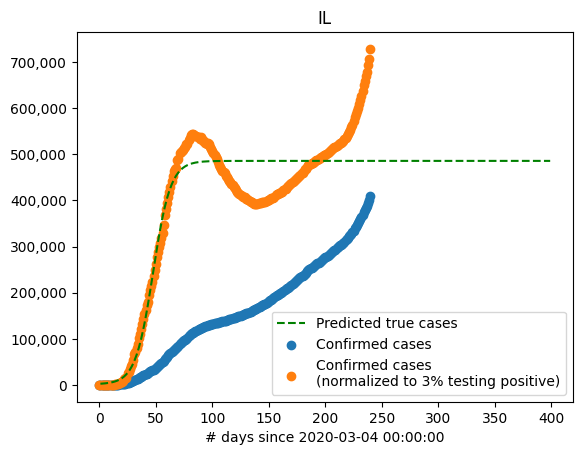 IL
700,000
600,000
500,000
400,000
300,000
200,000
100,000
0
Predicted true cases
Confirmed cases
Confirmed cases
(normalized to 3% testing positive)
0 50 100 150 200 250 300 350 400
# days since 2020-03-04 00:00:00